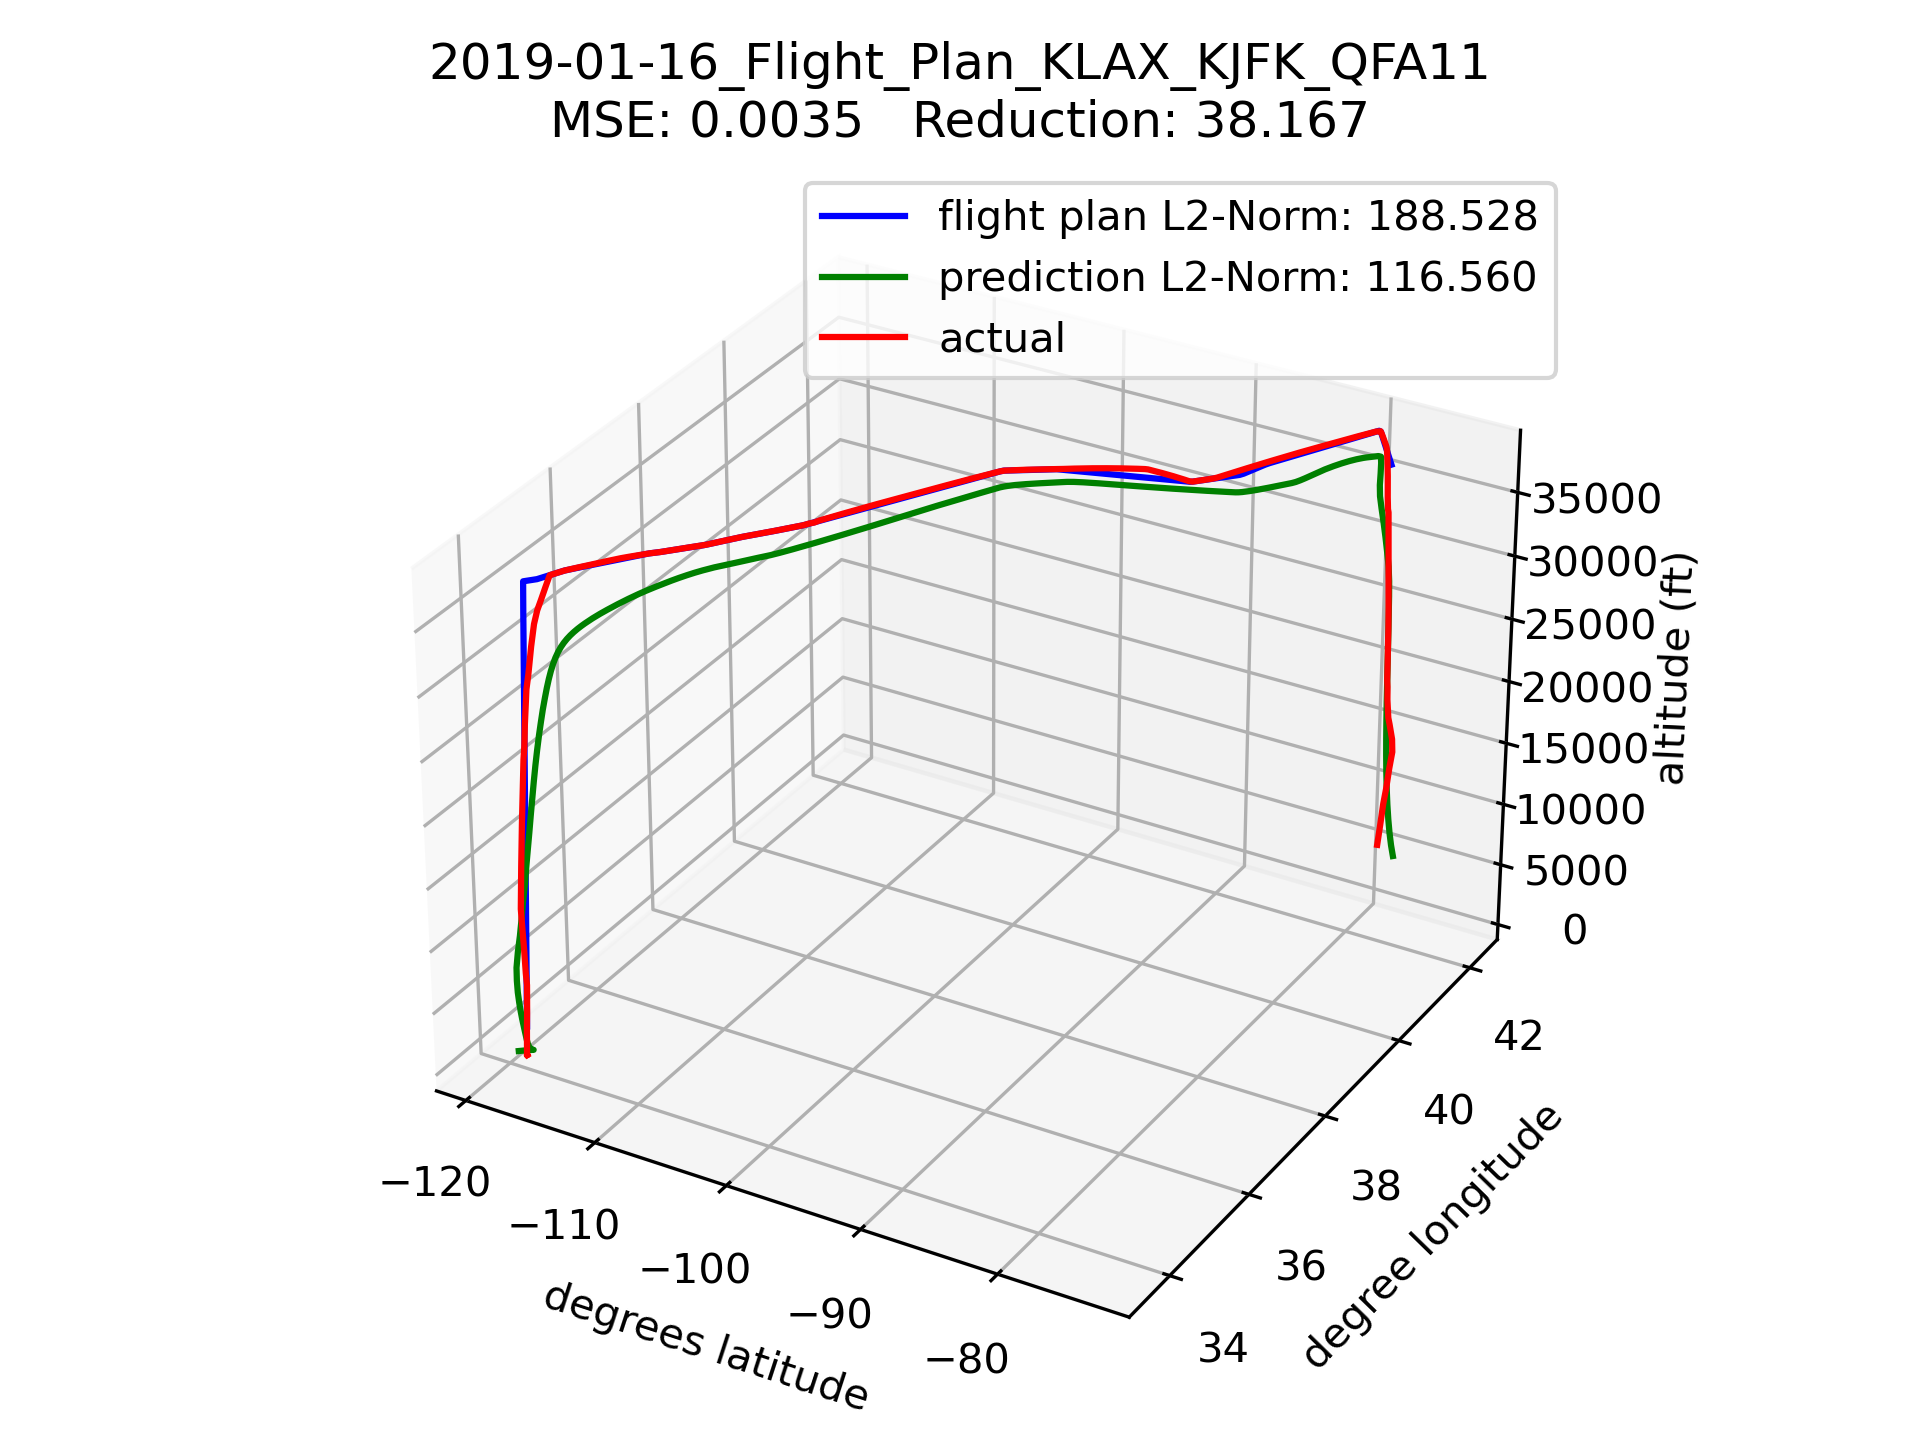 2019-01-16_Flight_Plan_KLAX_KJFK_QFA11
MSE: 0.0035   Reduction: 38.167
flight plan L2-Norm: 188.528
prediction L2-Norm: 116.560
actual
35000
30000
25000
20000
15000
10000
5000
0
altitude (ft)
42
40
38
36
34
degree longitude
−120
−110
−100
−90
−80
degrees latitude